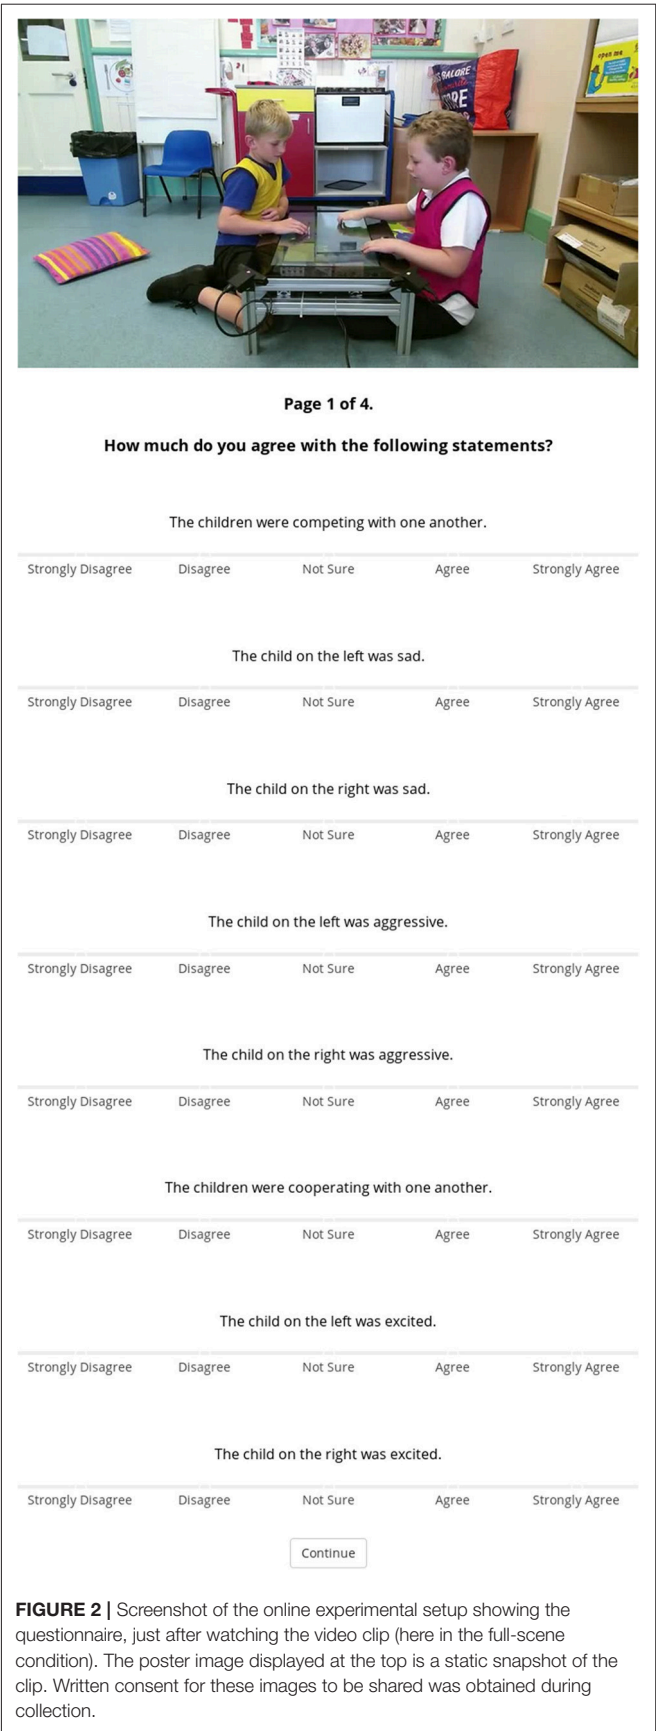 open me
BALORE
ORE
Page 1 of 4.
How much do you agree with the following statements?
The children were competing with one another.
Strongly Disagree Disagree Not Sure Agree Strongly Agree
The child on the left was sad.
Strongly Disagree Disagree Not Sure Agree Strongly Agree
The child on the right was sad.
Strongly Disagree Disagree Not Sure Agree Strongly Agree
The child on the left was aggressive.
Strongly Disagree Disagree Not Sure Agree Strongly Agree
The child on the right was aggressive.
Strongly Disagree Disagree Not Sure Agree Strongly Agree
The children were cooperating with one another.
Strongly Disagree Disagree Not Sure Agree Strongly Agree
The child on the left was excited.
Strongly Disagree Disagree Not Sure Agree Strongly Agree
The child on the right was excited.
Strongly Disagree Disagree Not Sure Agree Strongly Agree
Continue
FIGURE 2 | Screenshot of the online experimental setup showing the
questionnaire, just after watching the video clip (here in the full-scene
condition). The poster image displayed at the top is a static snapshot of the
clip. Written consent for these images to be shared was obtained during
collection.